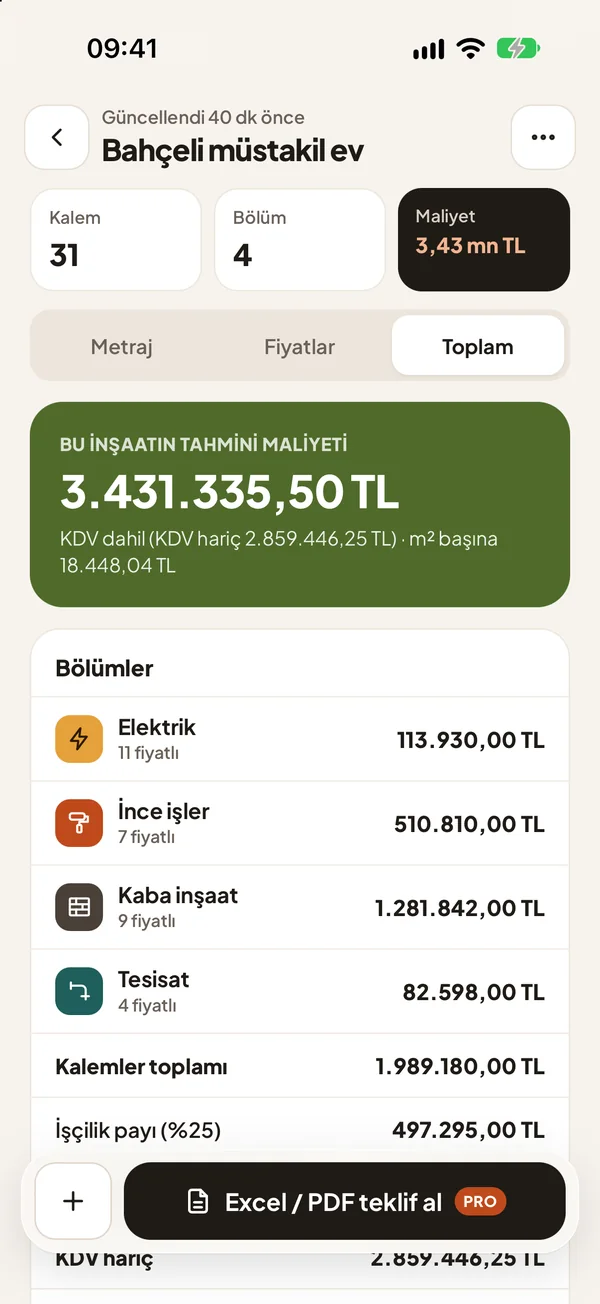 09:41
Güncellendi 40 dk önce
Bahçeli müstakil ev
Kalem
31
Bölüm
4
Maliyet
3,43 mn TL
Metraj
Fiyatlar
Toplam
BU İNŞAATIN TAHMİNİ MALİYETİ
3.431.335,50 TL
KDV dahil (KDV hariç 2.859.446,25 TL) · m² başına
18.448,04 TL
Bölümler
Elektrik
11 fiyatlı
113.930,00 TL
İnce işler
7 fiyatlı
510.810,00 TL
Kaba inşaat
9 fiyatlı
1.281.842,00 TL
Tesisat
4 fiyatlı
82.598,00 TL
Kalemler toplamı
1.989.180,00 TL
İşçilik payı (%25)
497.295,00 TL
Excel / PDF teklif al PRO
KDV hariç
2.859.446,25 TL